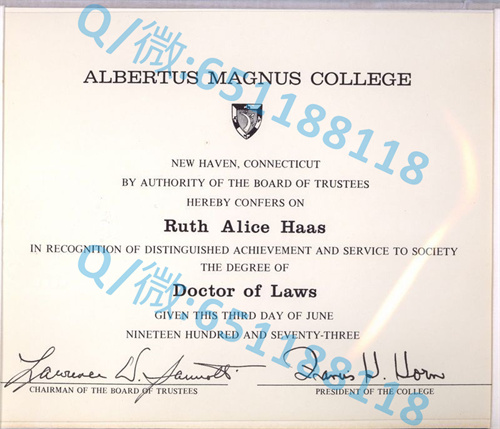 Q/微:651188118
ALBERTUS MAGNUS COLLEGE
NEW HAVEN, CONNECTICUT
BY AUTHORITY OF THE BOARD OF TRUSTEES
HEREBY CONFERS ON
Ruth Alice Haas
IN RECOGNITION OF DISTINGUISHED ACHIEVEMENT AND SERVICE TO SOCIETY
THE DEGREE OF
Doctor of Laws
GIVEN THIS THIRD DAY OF JUNE
NINETEEN HUNDRED AND SEVENTY-THREE
Q/微:651188118
Francis H. Horn
CHAIRMAN OF THE BOARD OF TRUSTEES
PRESIDENT OF THE COLLEGE